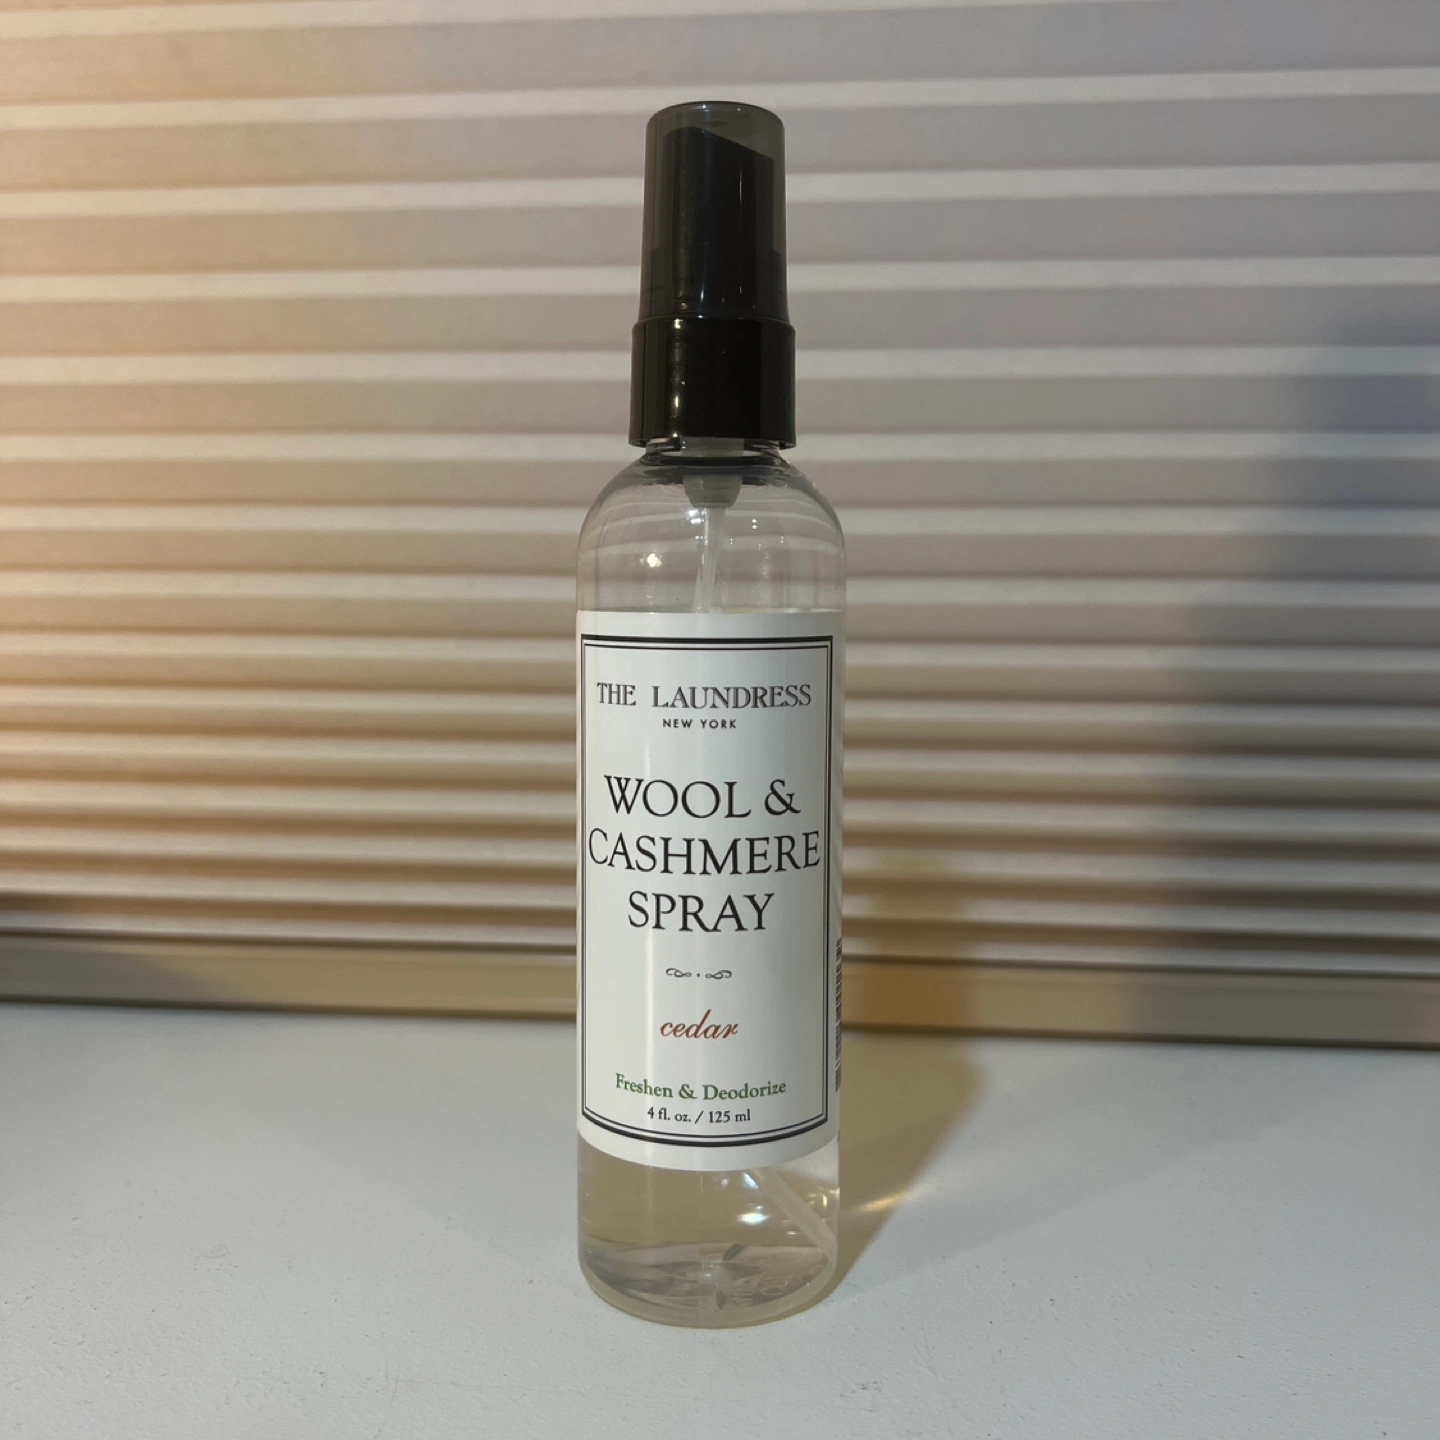 THE LAUNDRESS
NEW YORK
WOOL &
CASHMERE
SPRAY
cedar
Freshen & Deodorize
4 fl. oz. / 125 ml